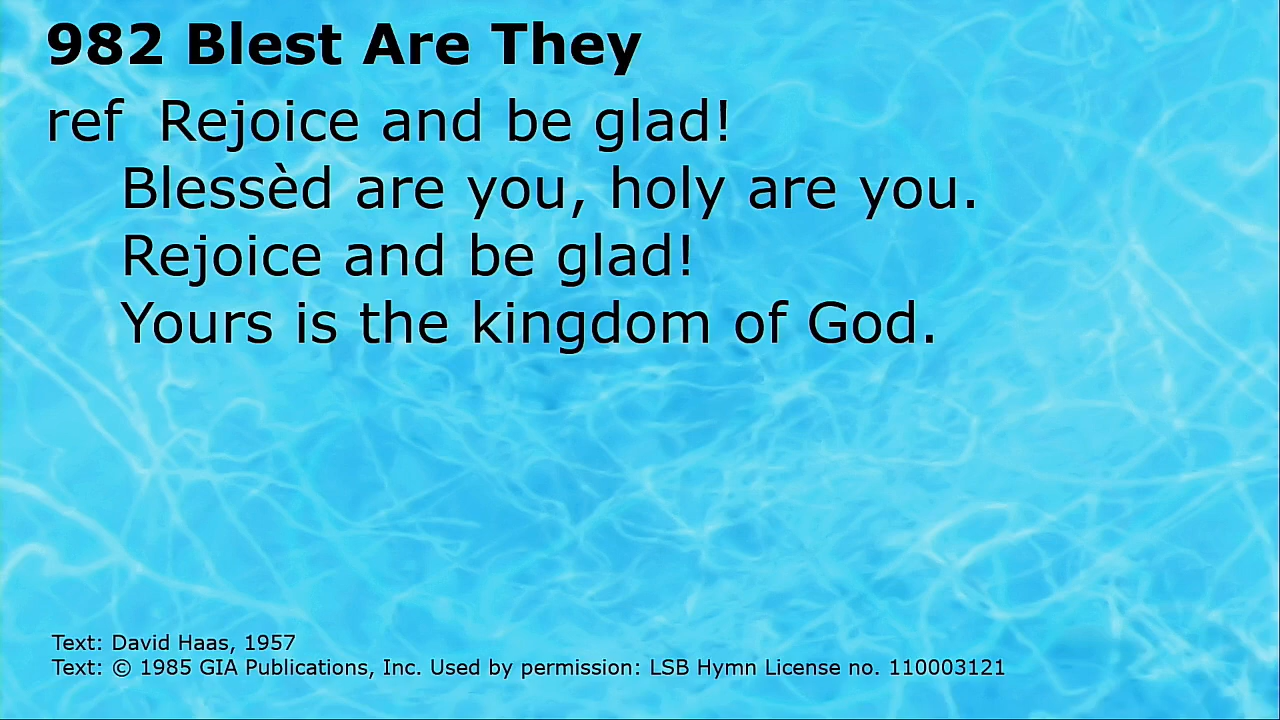 982 Blest Are They
ref  Rejoice and be glad!
Blessèd are you, holy are you.
Rejoice and be glad!
Yours is the kingdom of God.
Text: David Haas, 1957
Text: © 1985 GIA Publications, Inc. Used by permission: LSB Hymn License no. 110003121